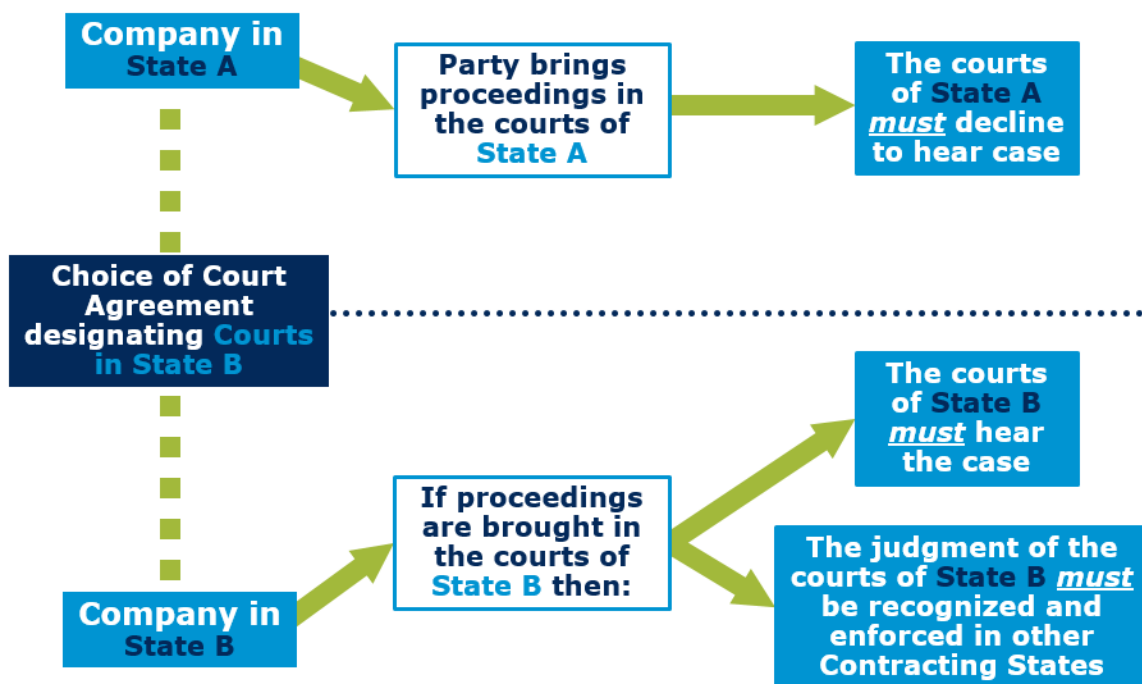 Company in
State A
Party brings
proceedings in
the courts of
State A
The courts
of State A
must decline
to hear case
Choice of Court
Agreement
designating Courts
in State B
The courts
of State B
must hear
the case
If proceedings
are brought in
the courts of
State B then:
Company in
State B
The judgment of the
courts of State B must
be recognized and
enforced in other
Contracting States